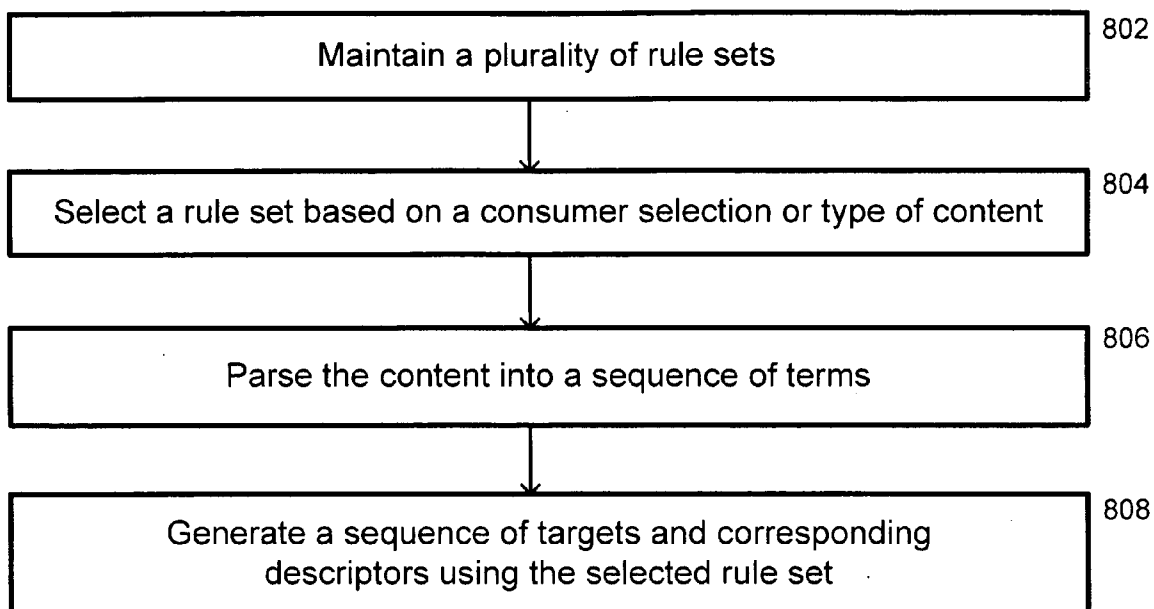 802
Maintain a plurality of rule sets
804
Select a rule set based on a consumer selection or type of content
806
Parse the content into a sequence of terms
808
Generate a sequence of targets and corresponding
descriptors using the selected rule set